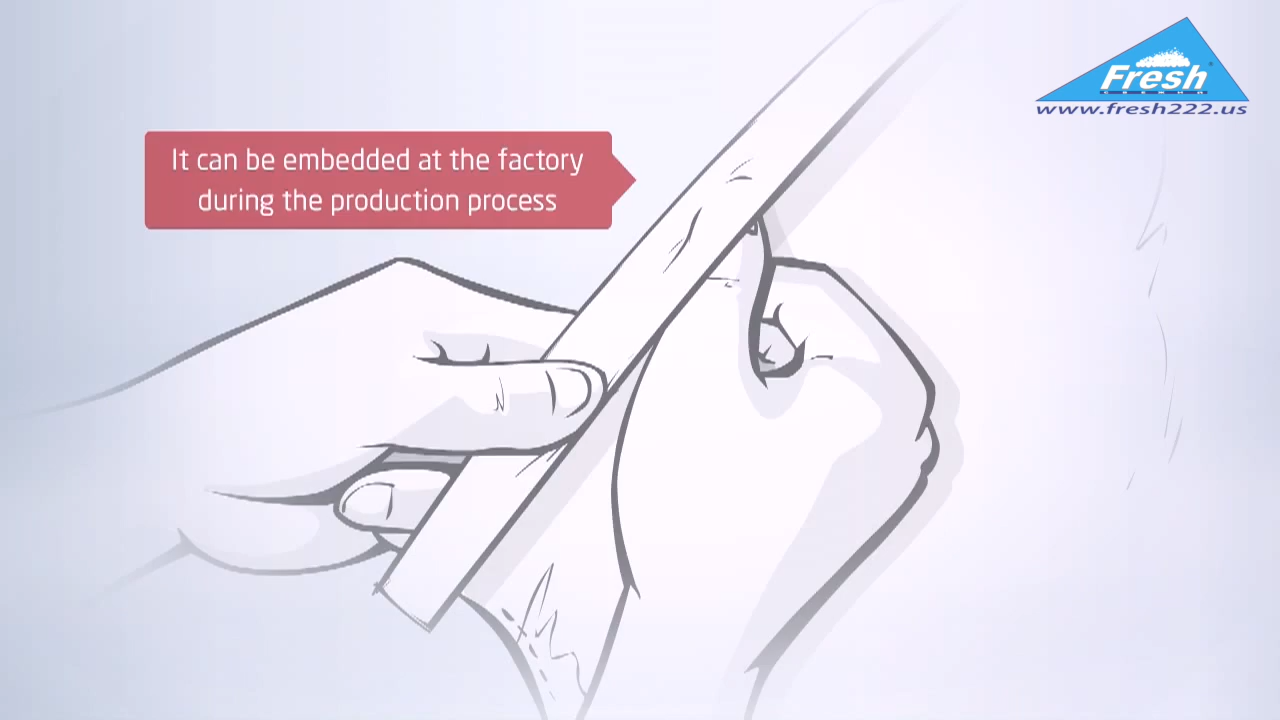 It can be embedded at the factory
during the production process
Fresh
www.fresh222.us